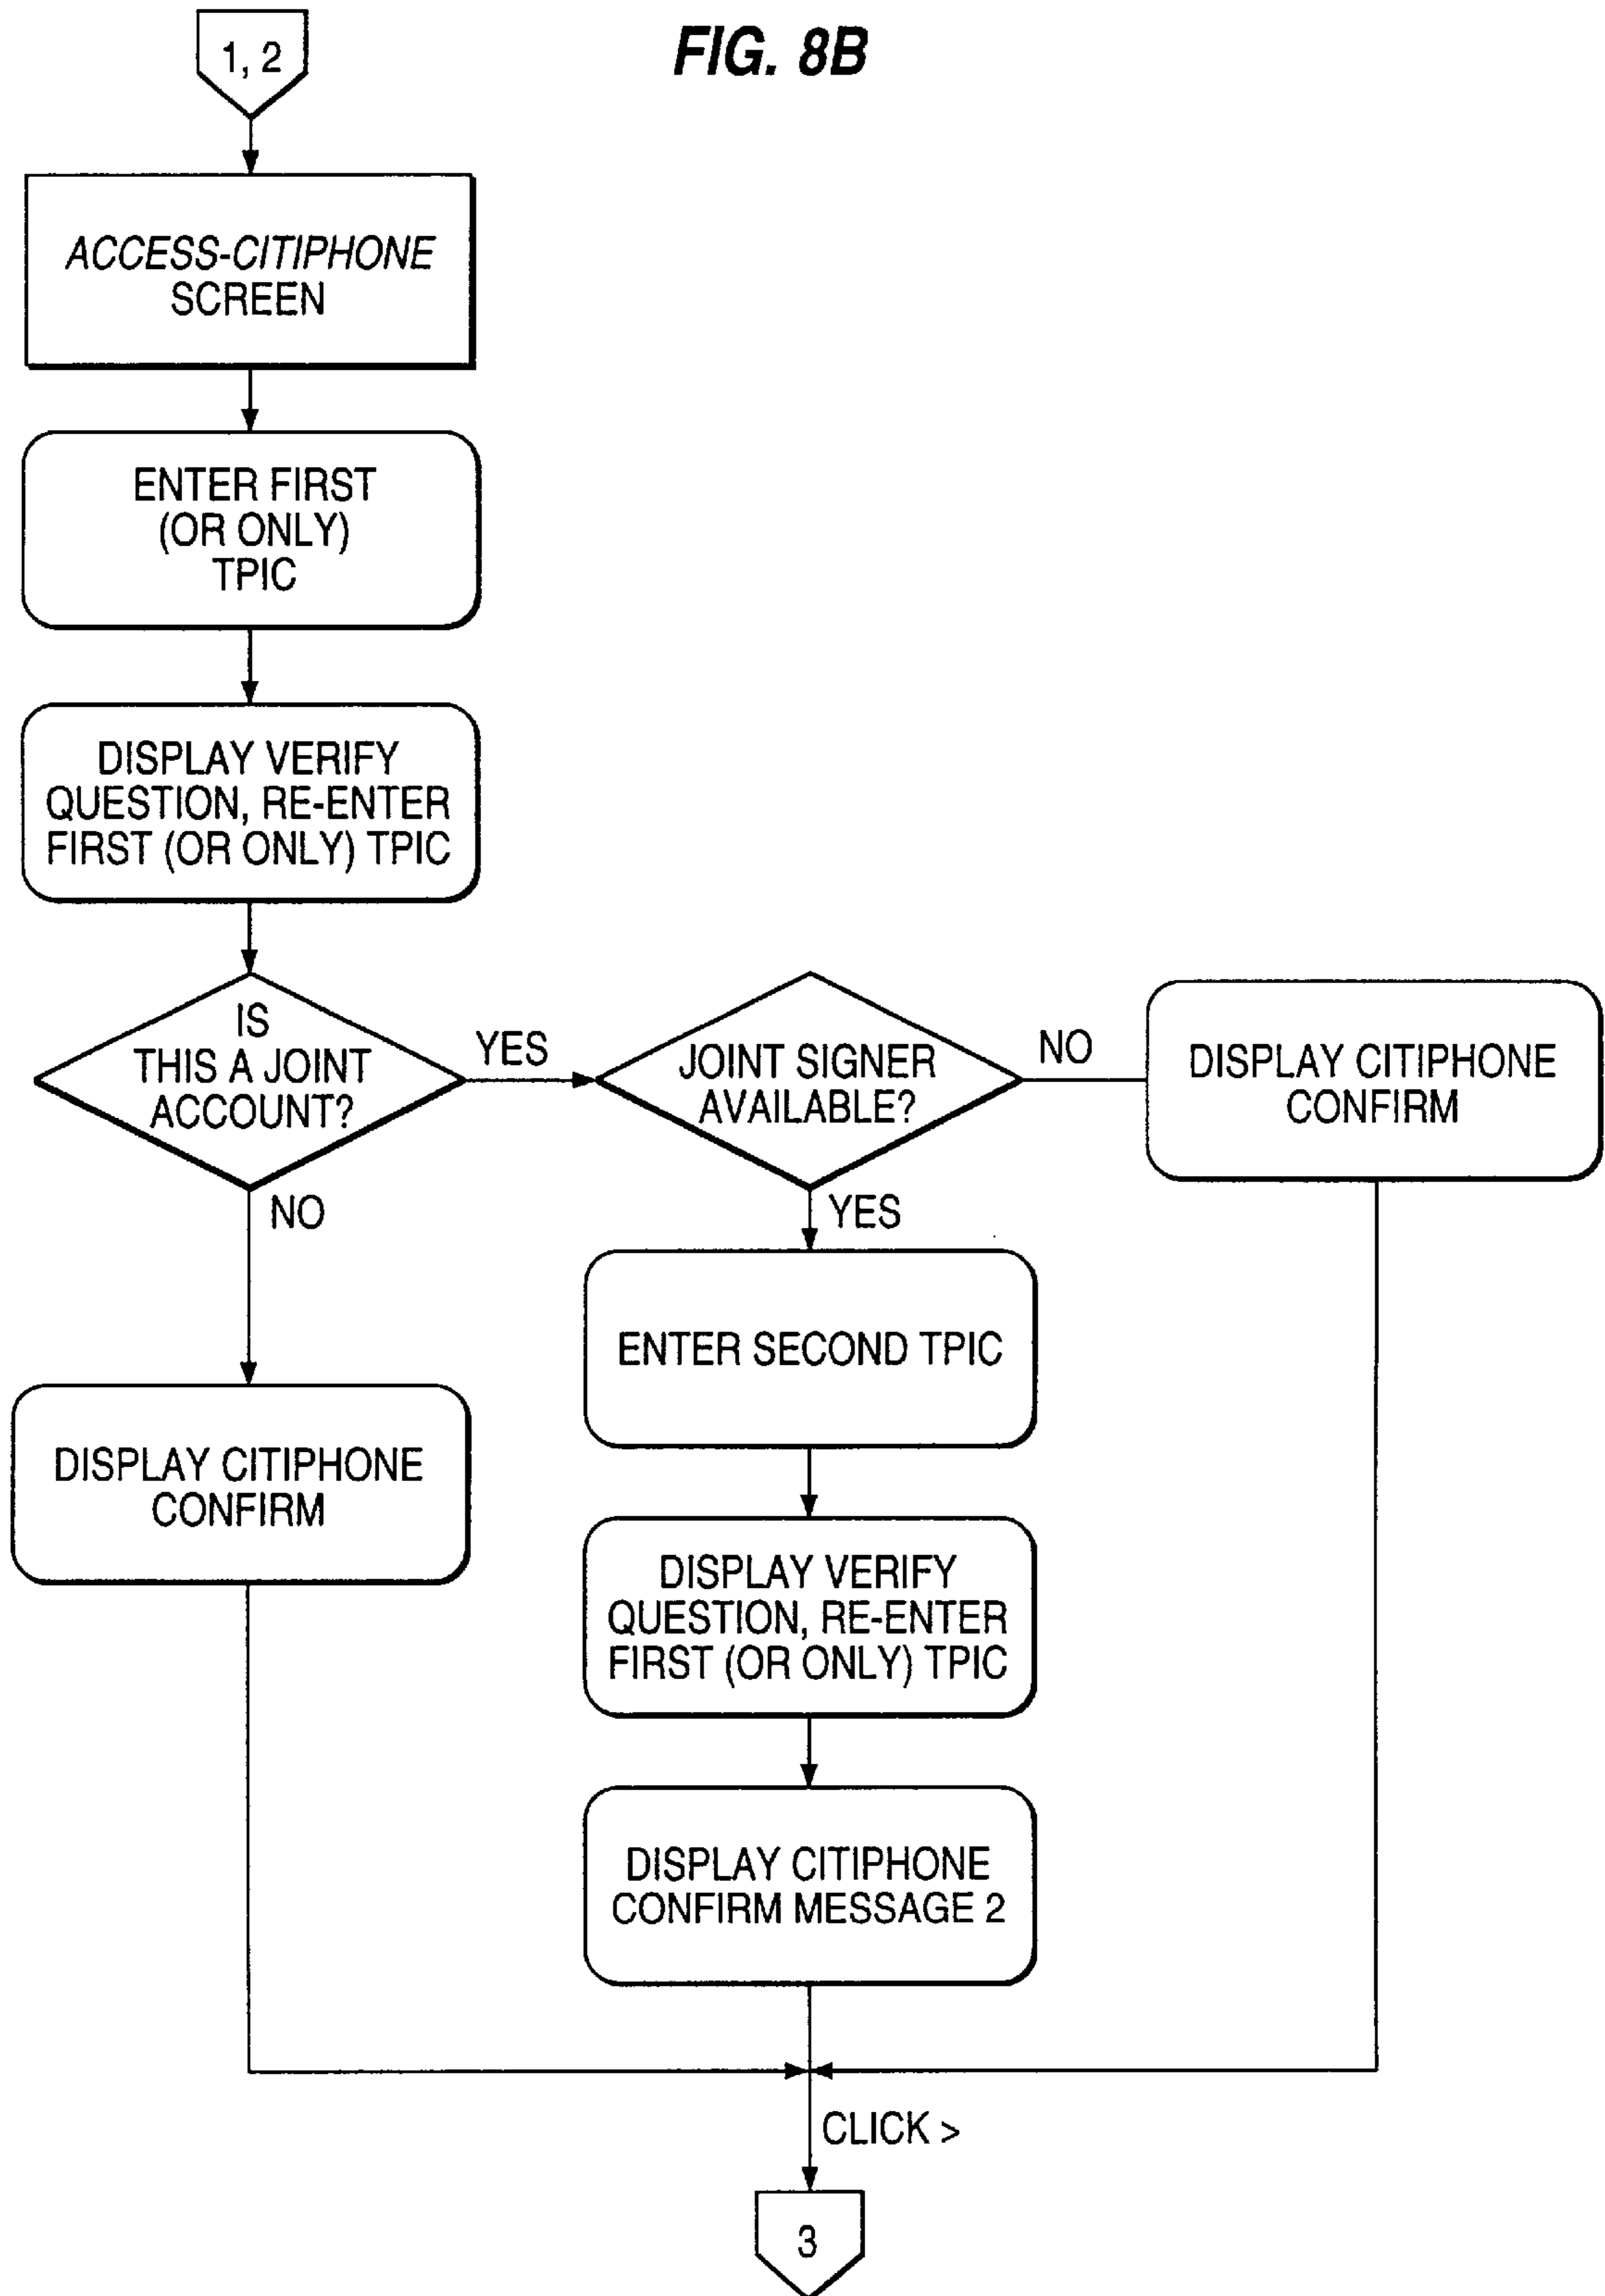 FIG. 8B
1, 2
ACCESS-CITIPHONE
SCREEN
ENTER FIRST
(OR ONLY)
TPIC
DISPLAY VERIFY
QUESTION, RE-ENTER
FIRST (OR ONLY) TPIC
IS
THIS A JOINT
ACCOUNT?
YES
JOINT SIGNER
AVAILABLE?
NO
DISPLAY CITIPHONE
CONFIRM
NO
YES
ENTER SECOND TPIC
DISPLAY CITIPHONE
CONFIRM
DISPLAY VERIFY
QUESTION, RE-ENTER
FIRST (OR ONLY) TPIC
DISPLAY CITIPHONE
CONFIRM MESSAGE 2
CLICK >
3